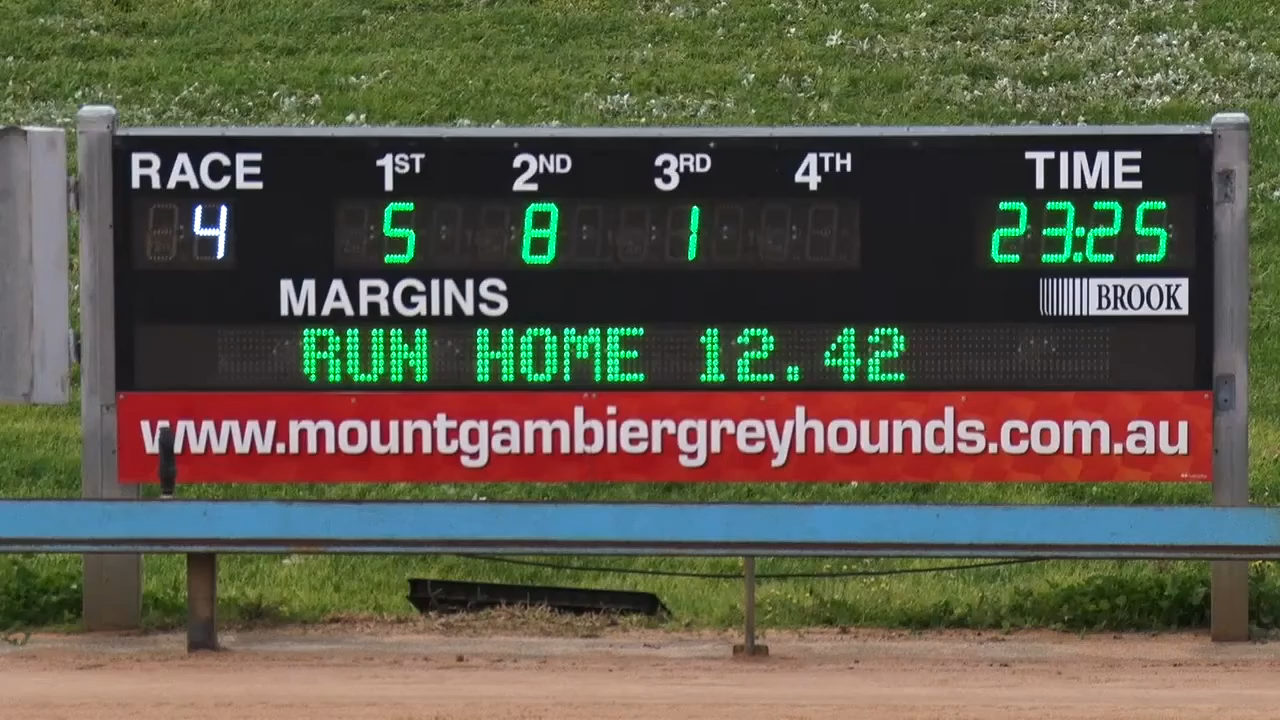 RACE 1ST 2ND 3RD 4TH TIME
4 5 8 1 23:25
MARGINS BROOK
RUN HOME 12.42
www.mountgambiergreyhounds.com.au